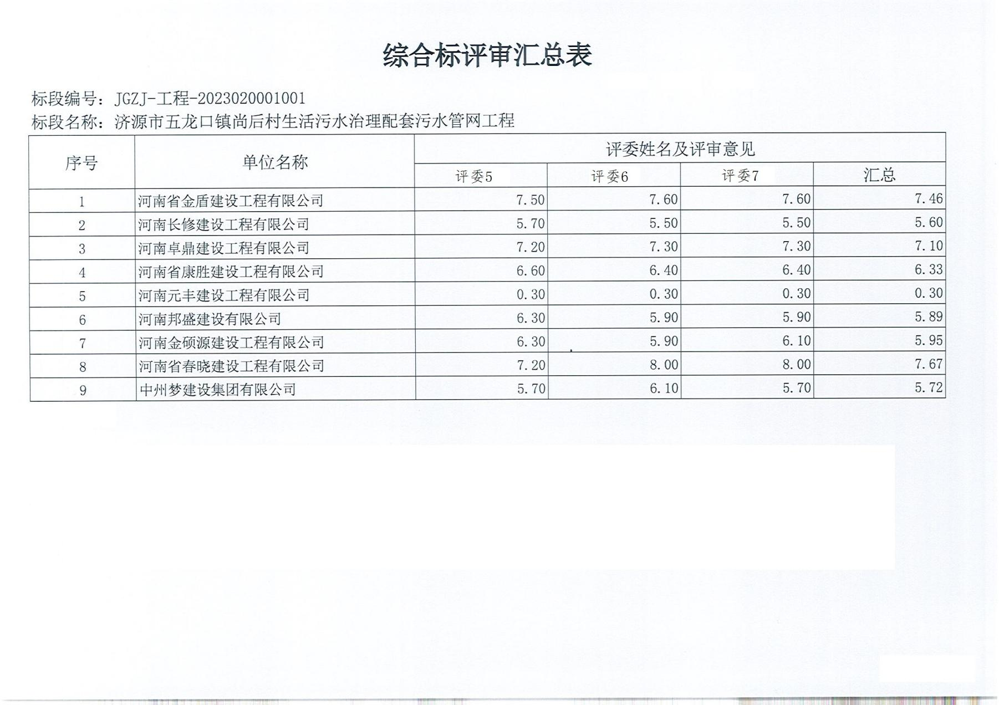 综合标评审汇总表
标段编号：JGZJ-工程-2023020001001
标段名称：济源市五龙口镇尚后村生活污水治理配套污水管网工程
序号 单位名称 评委姓名及评审意见
评委5 评委6 评委7 汇总
1 河南省金盾建设工程有限公司 7.50 7.60 7.60 7.46
2 河南长修建设工程有限公司 5.70 5.50 5.50 5.60
3 河南卓鼎建设工程有限公司 7.20 7.30 7.30 7.10
4 河南省康胜建设工程有限公司 6.60 6.40 6.40 6.33
5 河南元丰建设工程有限公司 0.30 0.30 0.30 0.30
6 河南邦盛建设有限公司 6.30 5.90 5.90 5.89
7 河南金硕源建设工程有限公司 6.30 5.90 6.10 5.95
8 河南省春晓建设工程有限公司 7.20 8.00 8.00 7.67
9 中州梦建设集团有限公司 5.70 6.10 5.70 5.72